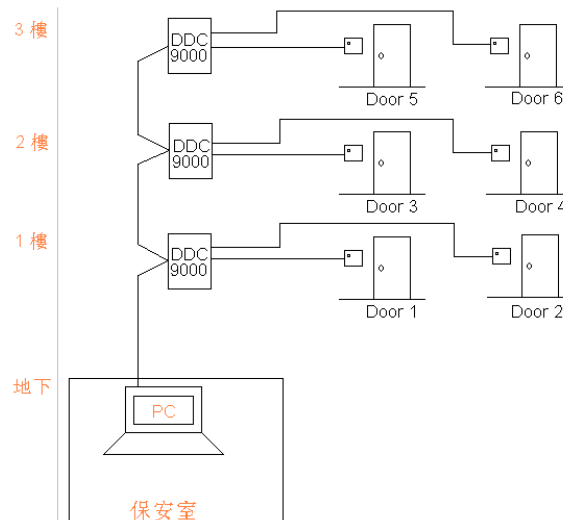 3 樓
DDC
9000
Door 5
Door 6
2 樓
DDC
9000
Door 3
Door 4
1 樓
DDC
9000
Door 1
Door 2
地下
PC
保安室